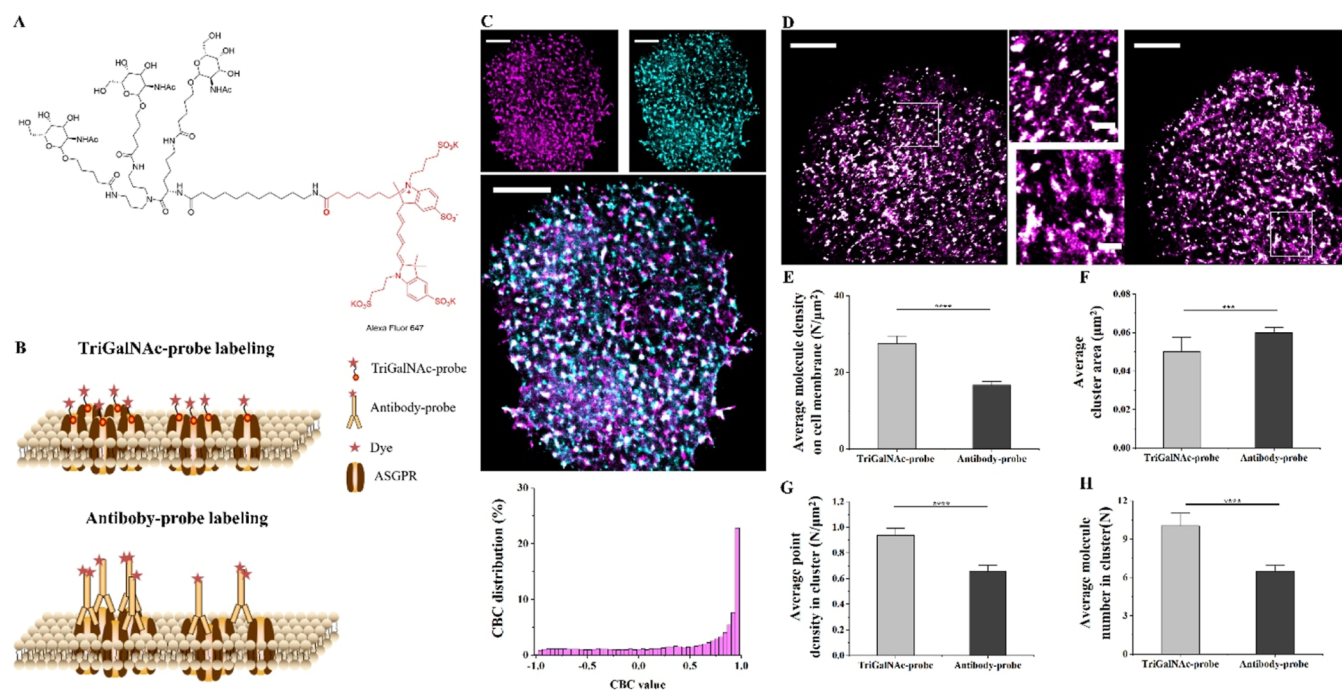 A
HO
OH
HO
O
NHAc
HO
OH
HO
O
NHAc
HO
OH
HO
O
NHAc
O
NH
O
HN
O
NH
O
HN
N
O
H
N
O
H
N
O
N
+
SO₃K
SO₃⁻
N
SO₃K
KO₃S
Alexa Fluor 647
B
TriGalNAc-probe labeling
TriGalNAc-probe
Antibody-probe
Dye
ASGPR
Antiboby-probe labeling
C
CBC distribution (%)
30
20
10
0
-1,0
-0,5
0,0
0,5
1,0
CBC value
D
E
Average molecule density
on cell membrane (N/μm²)
40
20
0
****
TriGalNAc-probe
Antibody-probe
F
Average
cluster area (μm²)
0,08
0,06
0,04
0,02
0,00
***
TriGalNAc-probe
Antibody-probe
G
Average point
density in cluster (N/μm²)
1,4
1,2
1,0
0,8
0,6
0,4
0,2
0,0
****
TriGalNAc-probe
Antibody-probe
H
Average molecule
number in cluster(N)
12
9
6
3
0
****
TriGalNAc-probe
Antibody-probe